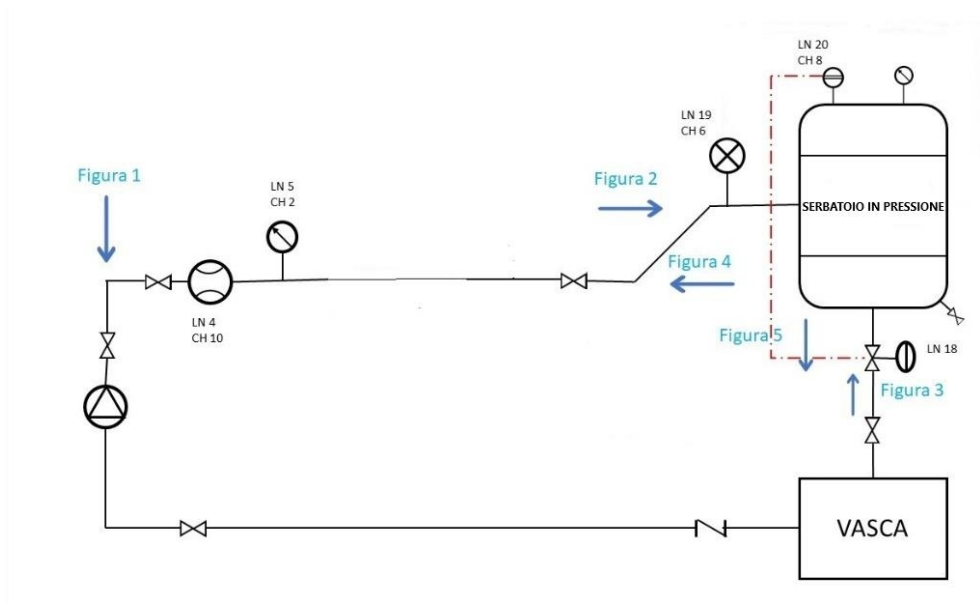 LN 20
CH 8
LN 19
CH 6
Figura 1
Figura 2
LN 5
CH 2
SERBATOIO IN PRESSIONE
Figura 4
LN 4
CH 10
Figura 5
LN 18
Figura 3
VASCA